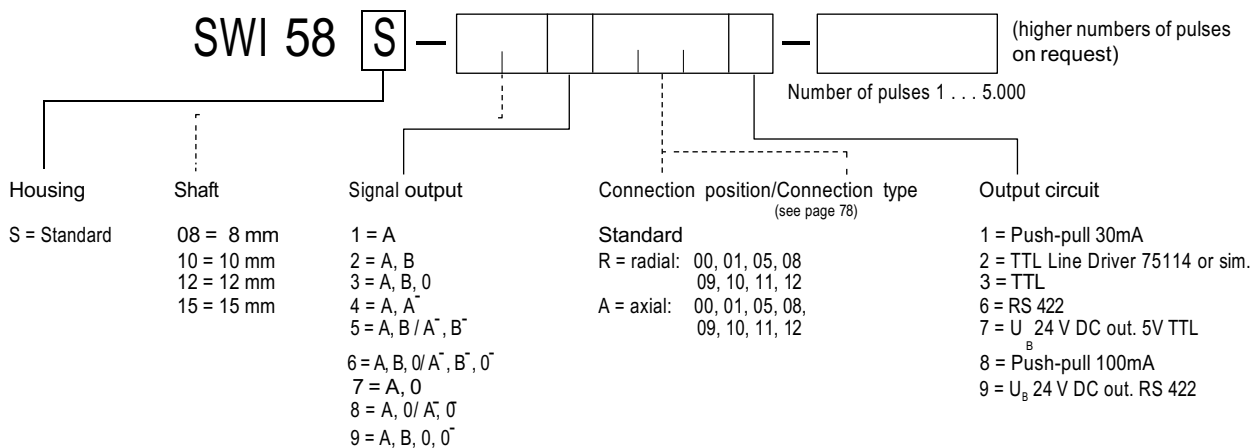 SWI 58 S – – (higher numbers of pulses
on request)
Number of pulses 1 . . . 5.000
Housing Shaft Signal output Connection position/Connection type Output circuit
(see page 78)
S = Standard 08 = 8 mm 1 = A Standard 1 = Push-pull 30mA
10 = 10 mm 2 = A, B R = radial: 00, 01, 05, 08 2 = TTL Line Driver 75114 or sim.
12 = 12 mm 3 = A, B, 0 09, 10, 11, 12 3 = TTL
15 = 15 mm 4 = A, A̅ A = axial: 00, 01, 05, 08, 6 = RS 422
5 = A, B / A̅, B̅ 09, 10, 11, 12 7 = U_B 24 V DC out. 5V TTL
6 = A, B, 0/ A̅, B̅, 0̅ 8 = Push-pull 100mA
7 = A, 0 9 = U_B 24 V DC out. RS 422
8 = A, 0/ A̅, 0̅
9 = A, B, 0, 0̅